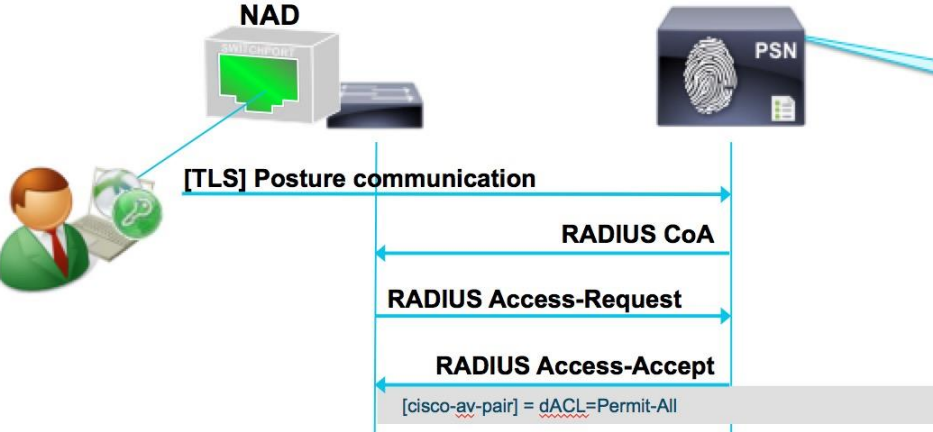 NAD
SWITCHPORT
PSN
[TLS] Posture communication
RADIUS CoA
RADIUS Access-Request
RADIUS Access-Accept
[cisco-av-pair] = dACL=Permit-All